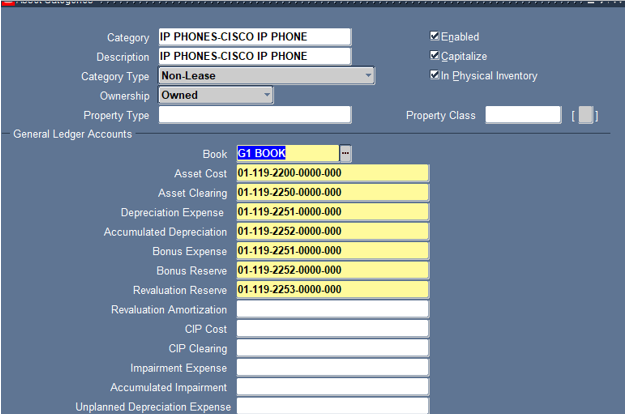 Asset Categories
Category IP PHONES-CISCO IP PHONE Enabled
Description IP PHONES-CISCO IP PHONE Capitalize
Category Type Non-Lease In Physical Inventory
Ownership Owned
Property Type Property Class [ ]
General Ledger Accounts
Book G1 BOOK ...
Asset Cost 01-119-2200-0000-000
Asset Clearing 01-119-2250-0000-000
Depreciation Expense 01-119-2251-0000-000
Accumulated Depreciation 01-119-2252-0000-000
Bonus Expense 01-119-2251-0000-000
Bonus Reserve 01-119-2252-0000-000
Revaluation Reserve 01-119-2253-0000-000
Revaluation Amortization
CIP Cost
CIP Clearing
Impairment Expense
Accumulated Impairment
Unplanned Depreciation Expense